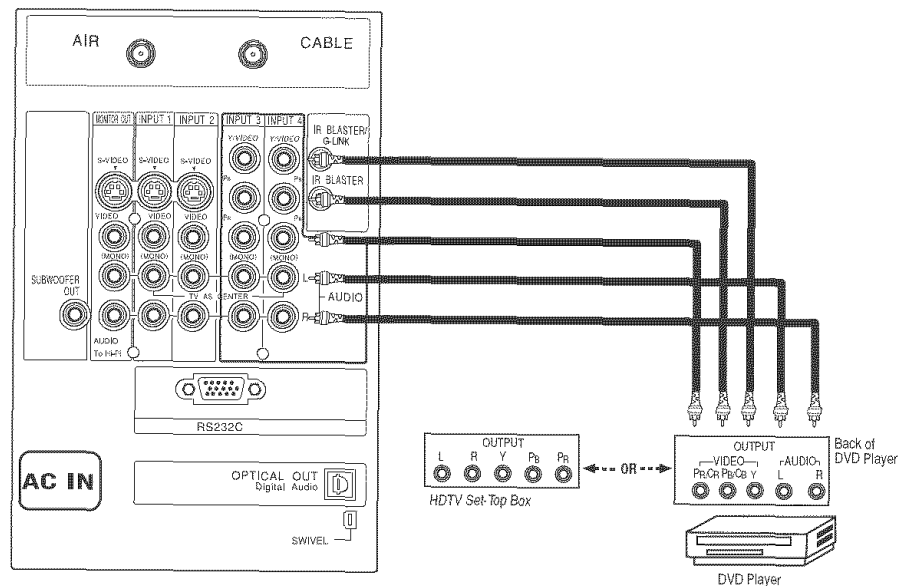 AIR
CABLE
MONITOR OUT
INPUT 1
INPUT 2
INPUT 3
INPUT 4
IR BLASTER/
G-LINK
IR BLASTER
S-VIDEO
S-VIDEO
S-VIDEO
Y/VIDEO
Y/VIDEO
PB
PB
PR
PR
VIDEO
VIDEO
VIDEO
(MONO)
(MONO)
(MONO)
(MONO)
(MONO)
SUBWOOFER
OUT
TV AS CENTER
L
AUDIO
R
AUDIO
To Hi-Fi
RS232C
AC IN
OPTICAL OUT
Digital Audio
SWIVEL
OUTPUT
L R Y PB PR
HDTV Set-Top Box
OR
OUTPUT
VIDEO AUDIO
PR/CR PB/CB Y L R
Back of
DVD Player
DVD Player